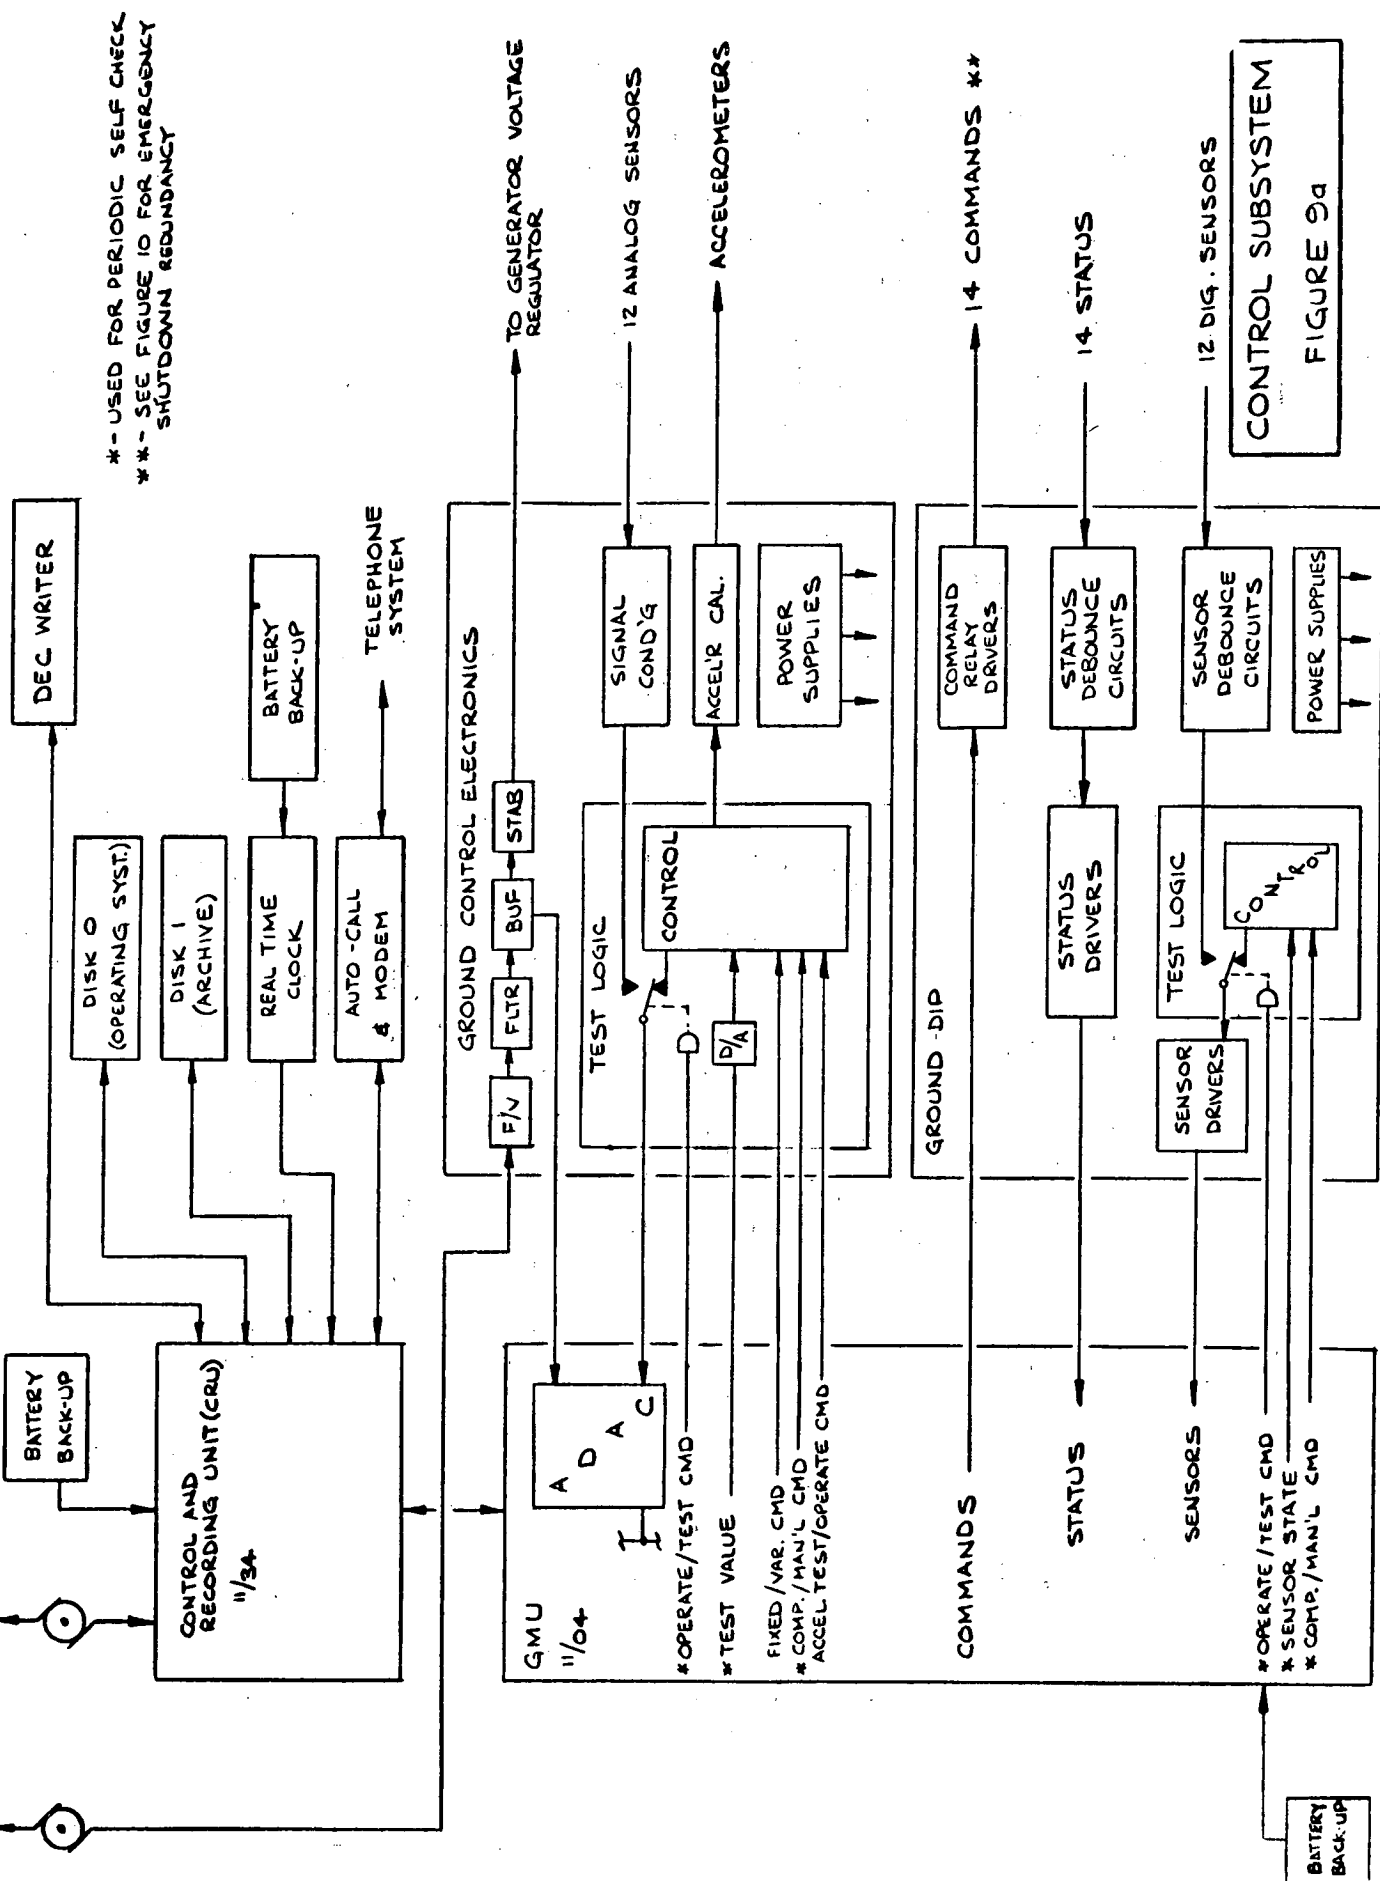 *- USED FOR PERIODIC SELF CHECK
**- SEE FIGURE 10 FOR EMERGENCY
SHUTDOWN REDUNDANCY
DEC WRITER
BATTERY
BACK-UP
DISK 0
(OPERATING SYST.)
DISK 1
(ARCHIVE)
REAL TIME
CLOCK
BATTERY
BACK-UP
AUTO-CALL
& MODEM
TELEPHONE
SYSTEM
CONTROL AND
RECORDING UNIT (CRU)
11/34
GROUND CONTROL ELECTRONICS
F/V
FLTR
BUF
STAB
TO GENERATOR VOLTAGE
REGULATOR
TEST LOGIC
SIGNAL
COND'G
12 ANALOG SENSORS
CONTROL
D/A
ACCEL'R CAL.
ACCELEROMETERS
POWER
SUPPLIES
GMU
11/04
ADAC
*OPERATE/TEST CMD
*TEST VALUE
FIXED/VAR. CMD
*COMP./MAN'L CMD
ACCEL TEST/OPERATE CMD
GROUND DIP
COMMANDS
COMMAND
RELAY
DRIVERS
14 COMMANDS **
STATUS
STATUS
DRIVERS
STATUS
DEBOUNCE
CIRCUITS
14 STATUS
SENSORS
SENSOR
DRIVERS
TEST LOGIC
CONTROL
SENSOR
DEBOUNCE
CIRCUITS
12 DIG. SENSORS
*OPERATE/TEST CMD
*SENSOR STATE
*COMP./MAN'L CMD
POWER SUPPLIES
BATTERY
BACK-UP
CONTROL SUBSYSTEM
FIGURE 9a